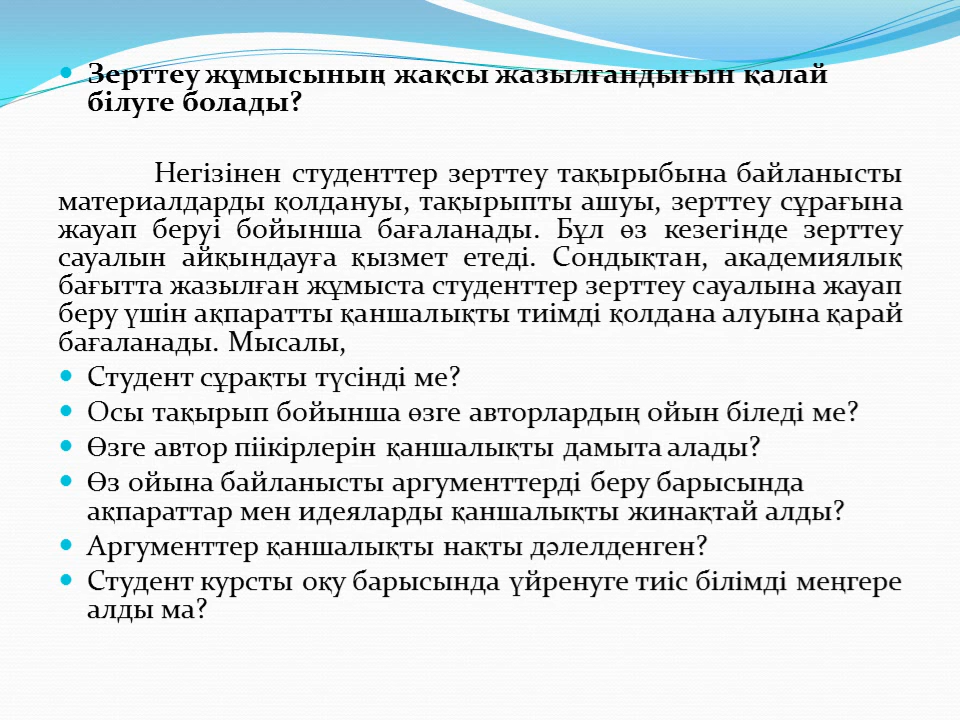 Зерттеу жұмысының жақсы жазылғандығын қалай
білуге болады?
Негізінен студенттер зерттеу тақырыбына байланысты
материалдарды қолдануы, тақырыпты ашуы, зерттеу сұрағына
жауап беруі бойынша бағаланады. Бұл өз кезегінде зерттеу
сауалын айқындауға қызмет етеді. Сондықтан, академиялық
бағытта жазылған жұмыста студенттер зерттеу сауалына жауап
беру үшін ақпаратты қаншалықты тиімді қолдана алуына қарай
бағаланады. Мысалы,
Студент сұрақты түсінді ме?
Осы тақырып бойынша өзге авторлардың ойын біледі ме?
Өзге автор піікірлерін қаншалықты дамыта алады?
Өз ойына байланысты аргументтерді беру барысында
ақпараттар мен идеяларды қаншалықты жинақтай алды?
Аргументтер қаншалықты нақты дәлелденген?
Студент курсты оқу барысында үйренуге тиіс білімді меңгере
алды ма?